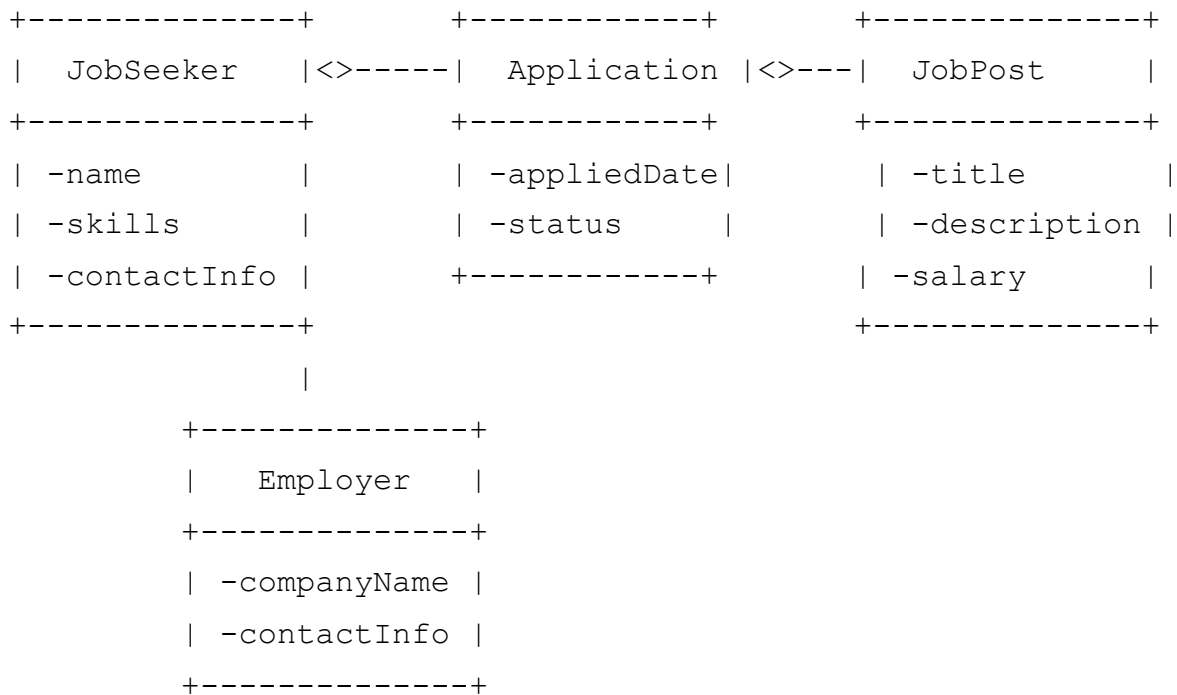 +--------------+       +------------+       +--------------+
|  JobSeeker   |<>-----| Application |<>---|  JobPost     |
+--------------+       +------------+       +--------------+
| -name        |       | -appliedDate|       | -title       |
| -skills      |       | -status     |       | -description |
| -contactInfo |       +------------+       | -salary      |
+--------------+                            +--------------+
               |
         +--------------+
         |   Employer   |
         +--------------+
         | -companyName |
         | -contactInfo |
         +--------------+